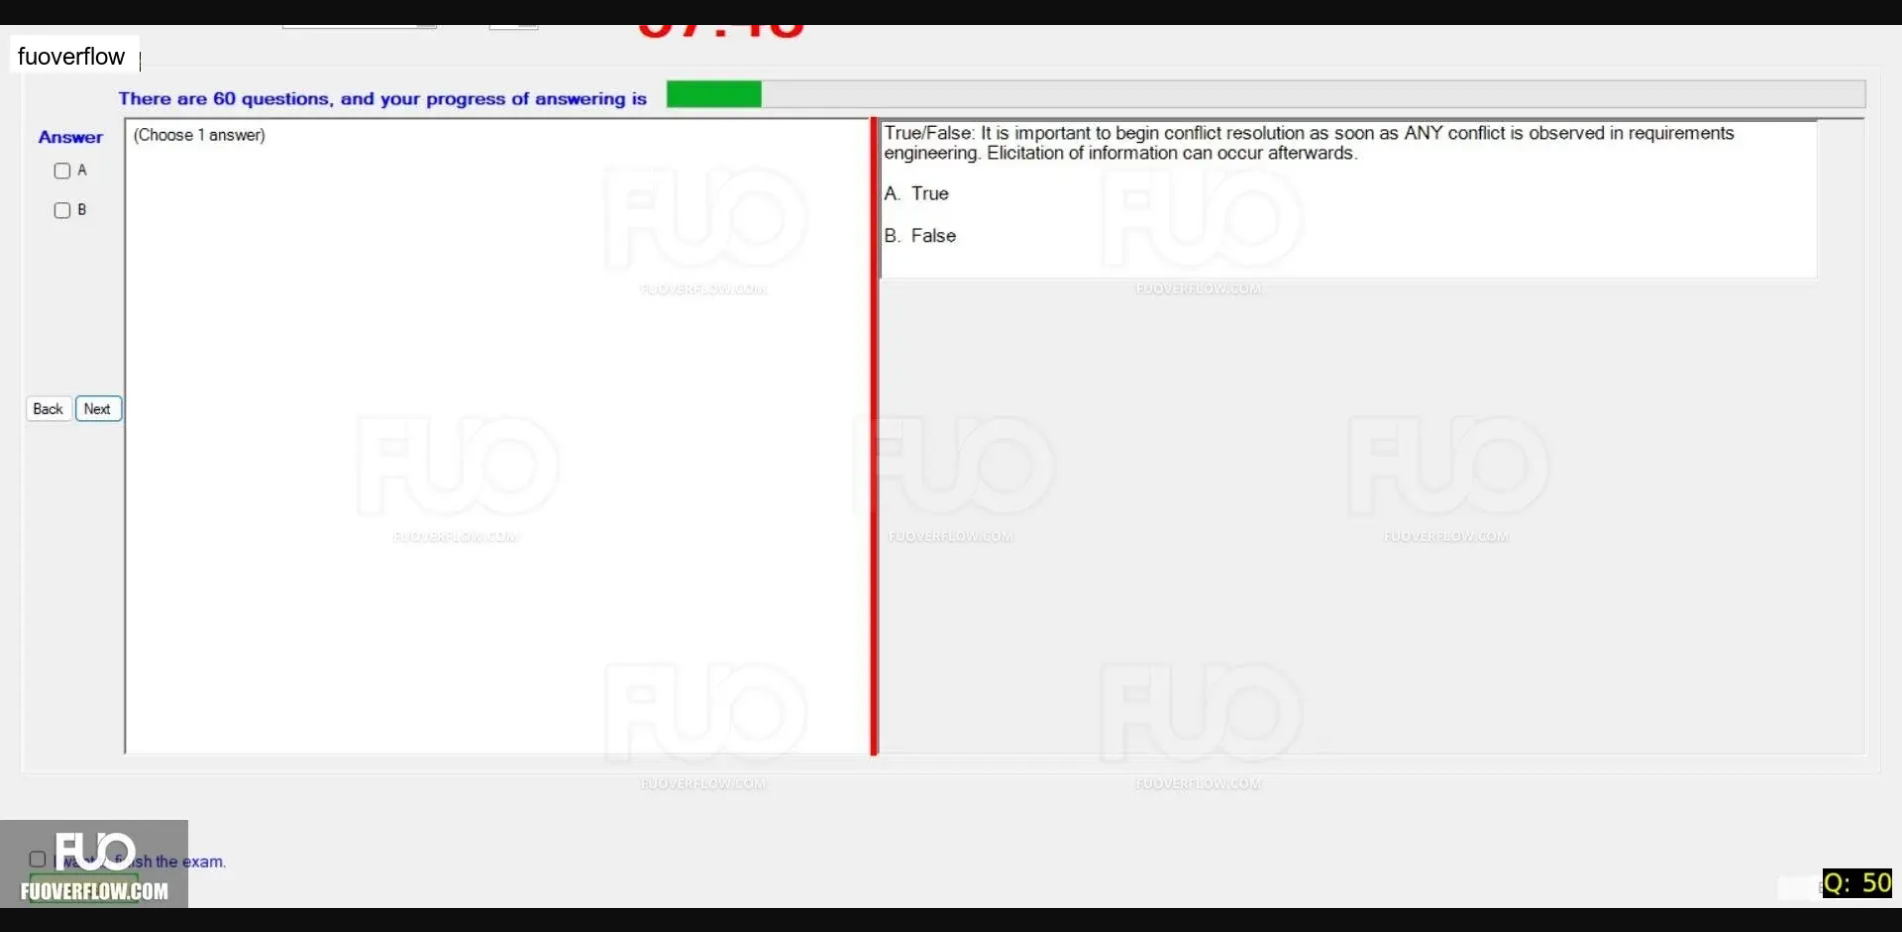 fuoverflow
There are 60 questions, and your progress of answering is
Answer
A
B
(Choose 1 answer)
True/False: It is important to begin conflict resolution as soon as ANY conflict is observed in requirements
engineering. Elicitation of information can occur afterwards.
A. True
B. False
FUO
FUOVERFLOW.COM
FUO
FUOVERFLOW.COM
Back
Next
FUO
FUOVERFLOW.COM
FUO
FUOVERFLOW.COM
FUO
FUOVERFLOW.COM
FUO
FUOVERFLOW.COM
FUO
FUOVERFLOW.COM
FUO
the exam.
FUOVERFLOW.COM
Q: 50